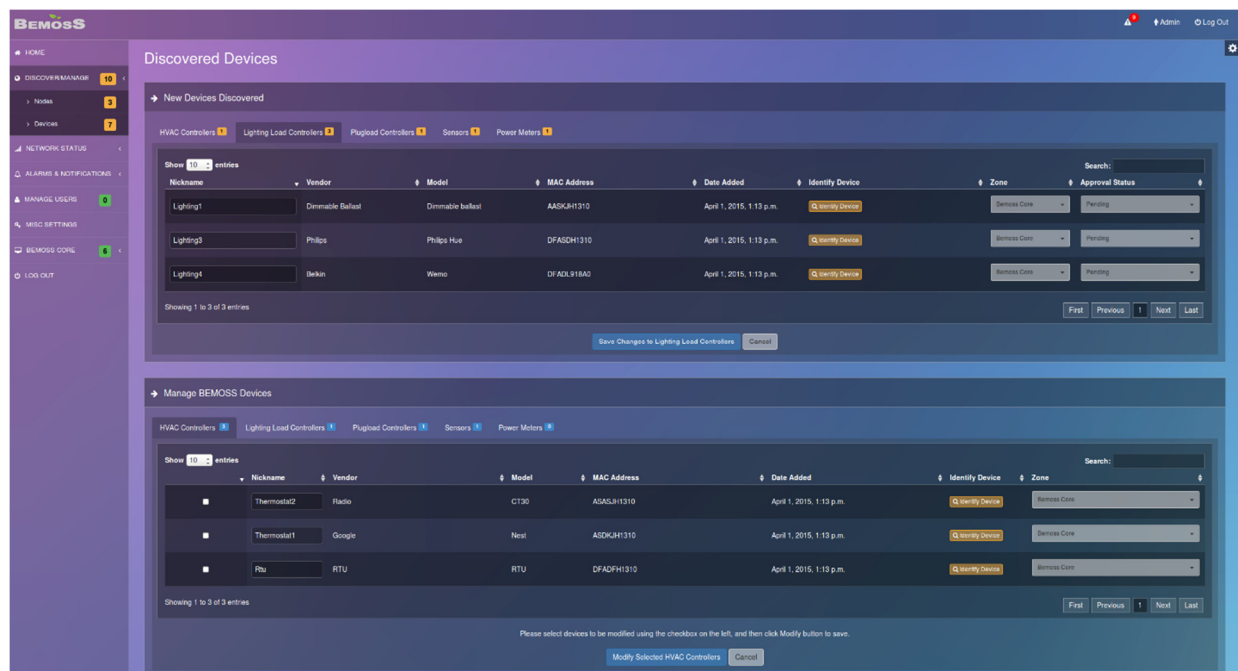 BEMOSS
9
Admin
Log Out
HOME
DISCOVER/MANAGE 10
Nodes 3
Devices 7
NETWORK STATUS
ALARMS & NOTIFICATIONS
MANAGE USERS 0
MISC SETTINGS
BEMOSS CORE 6
LOG OUT
Discovered Devices
New Devices Discovered
HVAC Controllers 1 Lighting Load Controllers 3 Plugload Controllers 1 Sensors 1 Power Meters 1
Show 10 entries Search:
Nickname Vendor Model MAC Address Date Added Identify Device Zone Approval Status
Lighting1 Dimmable Ballast Dimmable ballast AASKJH1310 April 1, 2015, 1:13 p.m. Identify Device Bemoss Core Pending
Lighting3 Philips Philips Hue DFASDH1310 April 1, 2015, 1:13 p.m. Identify Device Bemoss Core Pending
Lighting4 Belkin Wemo DFADL918A0 April 1, 2015, 1:13 p.m. Identify Device Bemoss Core Pending
Showing 1 to 3 of 3 entries First Previous 1 Next Last
Save Changes to Lighting Load Controllers Cancel
Manage BEMOSS Devices
HVAC Controllers 3 Lighting Load Controllers 1 Plugload Controllers 1 Sensors 1 Power Meters 0
Show 10 entries Search:
Nickname Vendor Model MAC Address Date Added Identify Device Zone
Thermostat2 Radio CT30 ASASJH1310 April 1, 2015, 1:13 p.m. Identify Device Bemoss Core
Thermostat1 Google Nest ASDKJH1310 April 1, 2015, 1:13 p.m. Identify Device Bemoss Core
Rtu RTU RTU DFADFH1310 April 1, 2015, 1:13 p.m. Identify Device Bemoss Core
Showing 1 to 3 of 3 entries First Previous 1 Next Last
Please select devices to be modified using the checkbox on the left, and then click Modify button to save.
Modify Selected HVAC Controllers Cancel